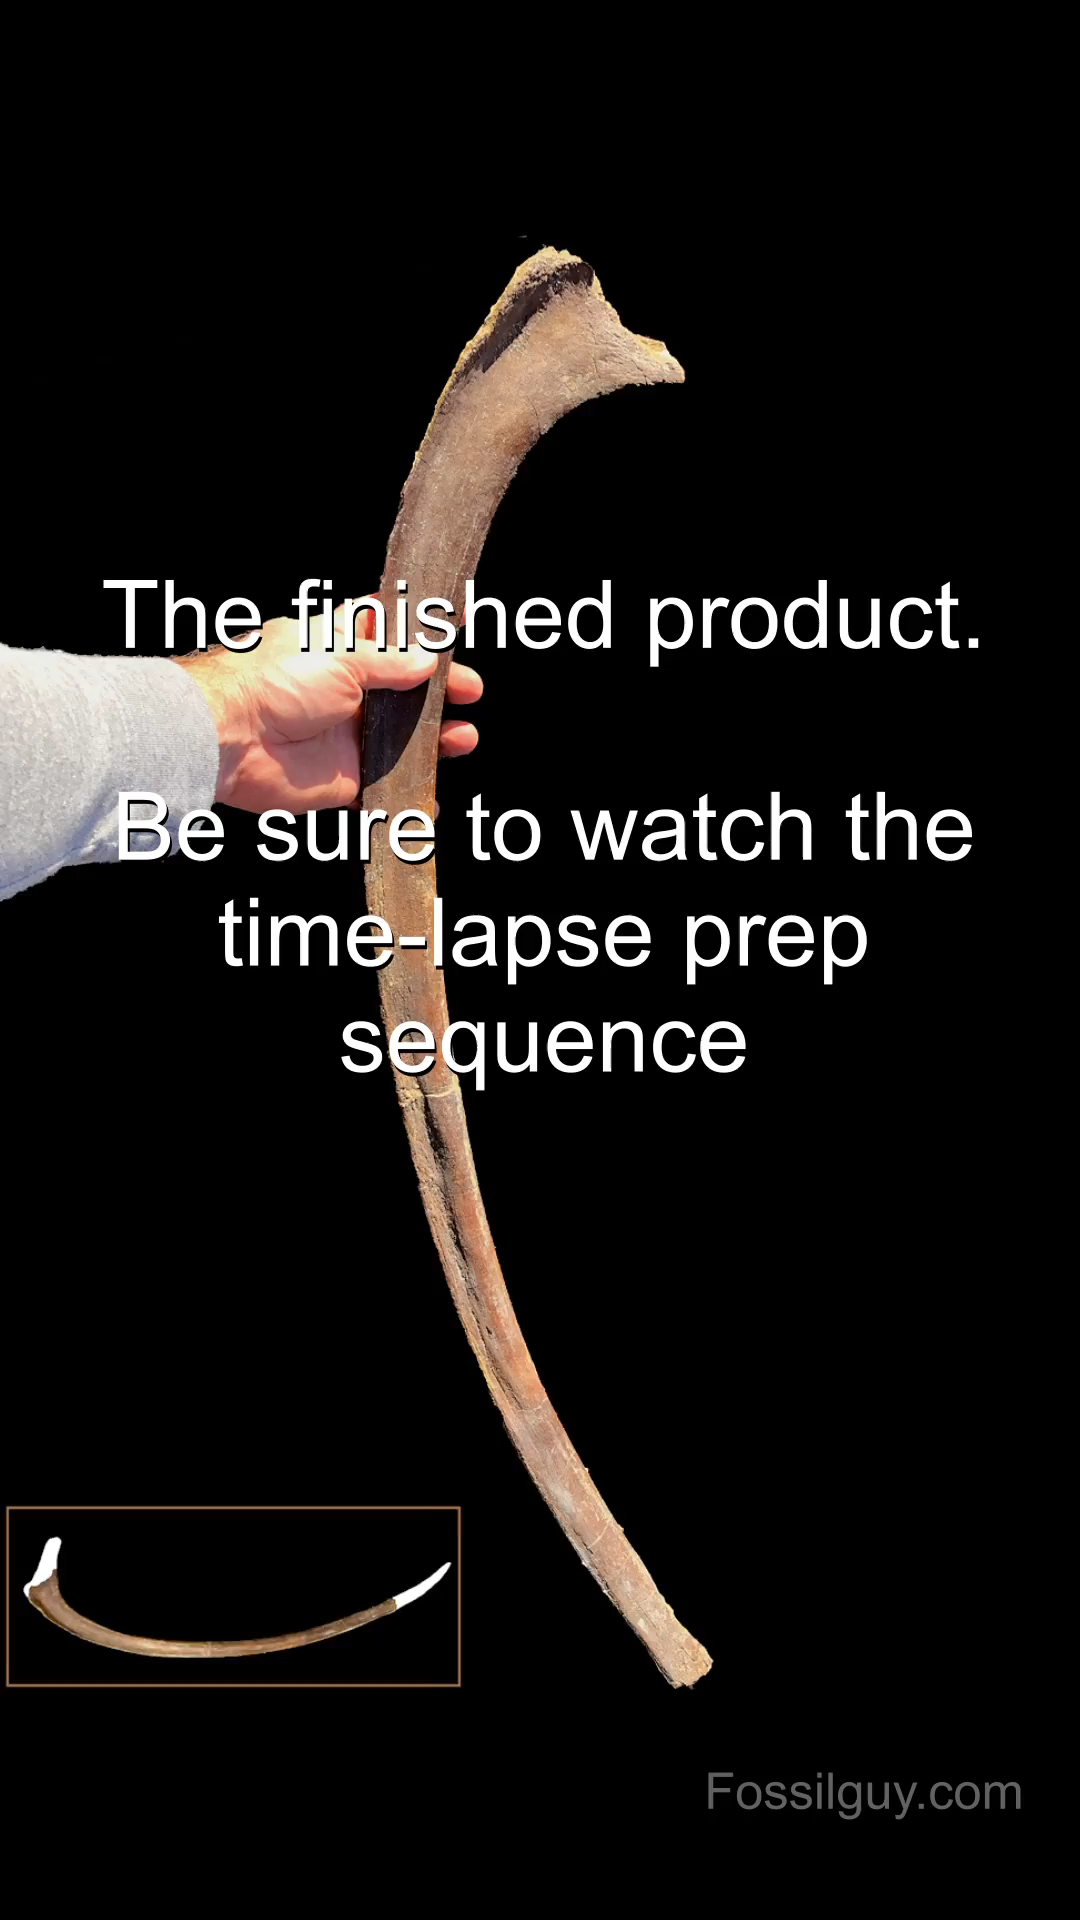 The finished product.
Be sure to watch the
time-lapse prep
sequence
Fossilguy.com